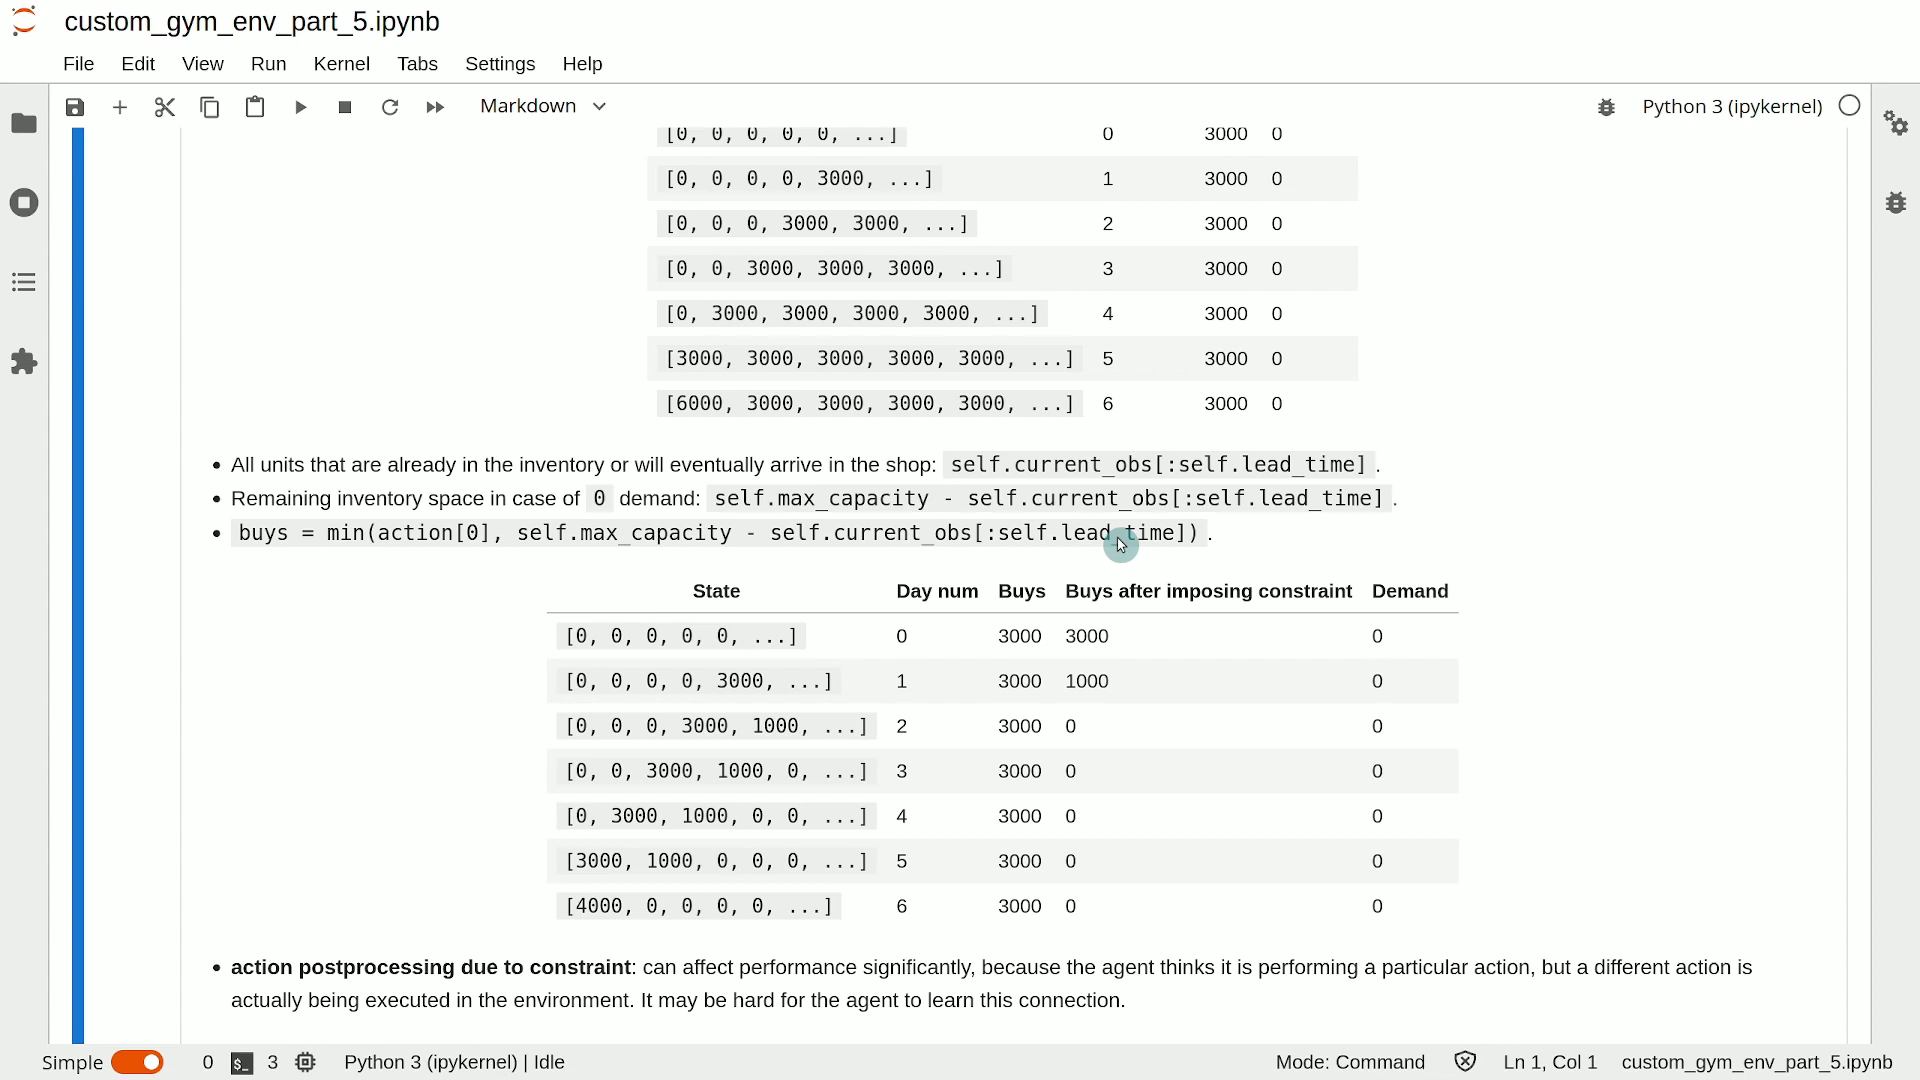 custom_gym_env_part_5.ipynb
File Edit View Run Kernel Tabs Settings Help
Markdown Python 3 (ipykernel)
[0, 0, 0, 0, 0, ...] 0 3000 0
[0, 0, 0, 0, 3000, ...] 1 3000 0
[0, 0, 0, 3000, 3000, ...] 2 3000 0
[0, 0, 3000, 3000, 3000, ...] 3 3000 0
[0, 3000, 3000, 3000, 3000, ...] 4 3000 0
[3000, 3000, 3000, 3000, 3000, ...] 5 3000 0
[6000, 3000, 3000, 3000, 3000, ...] 6 3000 0
• All units that are already in the inventory or will eventually arrive in the shop: self.current_obs[:self.lead_time] .
• Remaining inventory space in case of 0 demand: self.max_capacity - self.current_obs[:self.lead_time] .
• buys = min(action[0], self.max_capacity - self.current_obs[:self.lead_time]) .
State Day num Buys Buys after imposing constraint Demand
[0, 0, 0, 0, 0, ...] 0 3000 3000 0
[0, 0, 0, 0, 3000, ...] 1 3000 1000 0
[0, 0, 0, 3000, 1000, ...] 2 3000 0 0
[0, 0, 3000, 1000, 0, ...] 3 3000 0 0
[0, 3000, 1000, 0, 0, ...] 4 3000 0 0
[3000, 1000, 0, 0, 0, ...] 5 3000 0 0
[4000, 0, 0, 0, 0, ...] 6 3000 0 0
• action postprocessing due to constraint: can affect performance significantly, because the agent thinks it is performing a particular action, but a different action is
actually being executed in the environment. It may be hard for the agent to learn this connection.
Simple 0 $_ 3 Python 3 (ipykernel) | Idle Mode: Command Ln 1, Col 1 custom_gym_env_part_5.ipynb